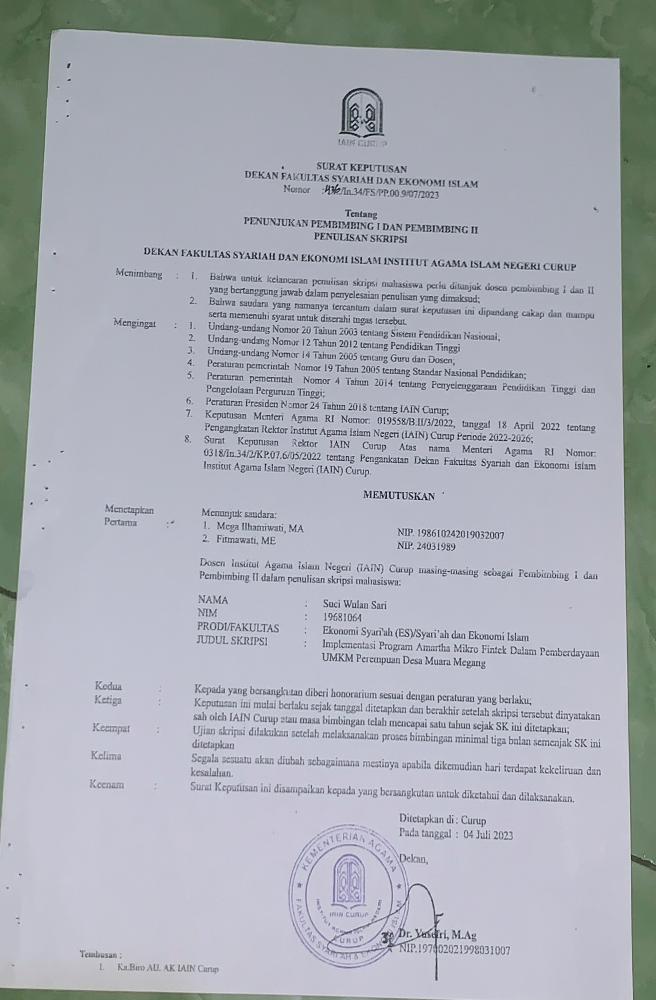 IAIN CURUP
SURAT KEPUTUSAN
DEKAN FAKULTAS SYARIAH DAN EKONOMI ISLAM
Nomor : /In.34/FS/PP.00.9/07/2023
Tentang
PENUNJUKAN PEMBIMBING I DAN PEMBIMBING II
PENULISAN SKRIPSI
DEKAN FAKULTAS SYARIAH DAN EKONOMI ISLAM INSTITUT AGAMA ISLAM NEGERI CURUP
Menimbang : 1. Bahwa untuk kelancaran penulisan skripsi mahasiswa perlu ditunjuk dosen pembimbing I dan II
yang bertanggung jawab dalam penyelesaian penulisan yang dimaksud;
2. Bahwa saudara yang namanya tercantum dalam surat keputusan ini dipandang cakap dan mampu
serta memenuhi syarat untuk diserahi tugas tersebut.
Mengingat : 1. Undang-undang Nomor 20 Tahun 2003 tentang Sistem Pendidikan Nasional;
2. Undang-undang Nomor 12 Tahun 2012 tentang Pendidikan Tinggi
3. Undang-undang Nomor 14 Tahun 2005 tentang Guru dan Dosen;
4. Peraturan pemerintah Nomor 19 Tahun 2005 tentang Standar Nasional Pendidikan;
5. Peraturan pemerintah Nomor 4 Tahun 2014 tentang Penyelenggaraan Pendidikan Tinggi dan
Pengelolaan Perguruan Tinggi;
6. Peraturan Presiden Nomor 24 Tahun 2018 tentang IAIN Curup;
7. Keputusan Menteri Agama RI Nomor: 019558/B.II/3/2022, tanggal 18 April 2022 tentang
Pengangkatan Rektor Institut Agama Islam Negeri (IAIN) Curup Periode 2022-2026;
8. Surat Keputusan Rektor IAIN Curup Atas nama Menteri Agama RI Nomor:
0318/In.34/2/KP.07.6/05/2022 tentang Pengankatan Dekan Fakultas Syariah dan Ekonomi Islam
Institut Agama Islam Negeri (IAIN) Curup.
MEMUTUSKAN
Menetapkan
Pertama : Menunjuk saudara:
1. Mega Ilhamiwati, MA NIP. 198610242019032007
2. Fitmawati, ME NIP. 24031989
Dosen Institut Agama Islam Negeri (IAIN) Curup masing-masing sebagai Pembimbing I dan
Pembimbing II dalam penulisan skripsi mahasiswa:
NAMA : Suci Wulan Sari
NIM : 19681064
PRODI/FAKULTAS : Ekonomi Syari'ah (ES)/Syari'ah dan Ekonomi Islam
JUDUL SKRIPSI : Implementasi Program Amartha Mikro Fintek Dalam Pemberdayaan
UMKM Perempuan Desa Muara Megang
Kedua : Kepada yang bersangkutan diberi honorarium sesuai dengan peraturan yang berlaku;
Ketiga : Keputusan ini mulai berlaku sejak tanggal ditetapkan dan berakhir setelah skripsi tersebut dinyatakan
sah oleh IAIN Curup atau masa bimbingan telah mencapai satu tahun sejak SK ini ditetapkan;
Keempat : Ujian skripsi dilakukan setelah melaksanakan proses bimbingan minimal tiga bulan semenjak SK ini
ditetapkan
Kelima Segala sesuatu akan diubah sebagaimana mestinya apabila dikemudian hari terdapat kekeliruan dan
kesalahan.
Keenam : Surat Keputusan ini disampaikan kepada yang bersangkutan untuk diketahui dan dilaksanakan.
Ditetapkan di : Curup
Pada tanggal : 04 Juli 2023
Dekan,
KEMENTERIAN AGAMA
FAKULTAS SYARI AH & EKONOMI ISLAM
IAIN CURUP
INSTITUT AGAMA ISLAM NEGERI
CURUP
Dr. Yusefri, M.Ag
NIP.197002021998031007
Tembusan :
1. Ka.Biro AU. AK IAIN Curup